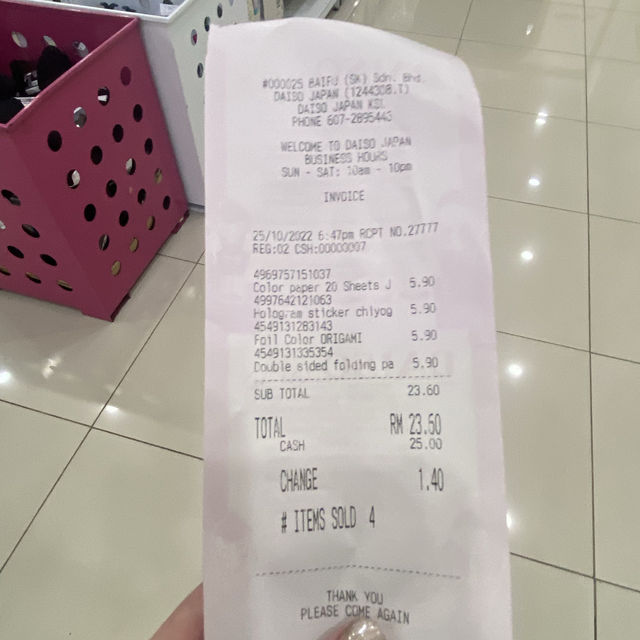 #000025 BAIFU (SK) Sdn. Bhd.
DAISO JAPAN (1244308.T)
DAISO JAPAN KSL
PHONE 607-2895443
WELCOME TO DAISO JAPAN
BUSINESS HOURS
SUN - SAT: 10am - 10pm
INVOICE
25/10/2022 6:47pm RCPT NO.27777
REG:02 CSH:00000007
4969757151037
Color paper 20 Sheets J 5.90
4997642121063
Hologram sticker chiyog 5.90
4549131283143
Foil Color ORIGAMI 5.90
4549131335354
Double sided folding pa 5.90
SUB TOTAL 23.60
TOTAL RM 23.60
CASH 25.00
CHANGE 1.40
# ITEMS SOLD 4
THANK YOU
PLEASE COME AGAIN